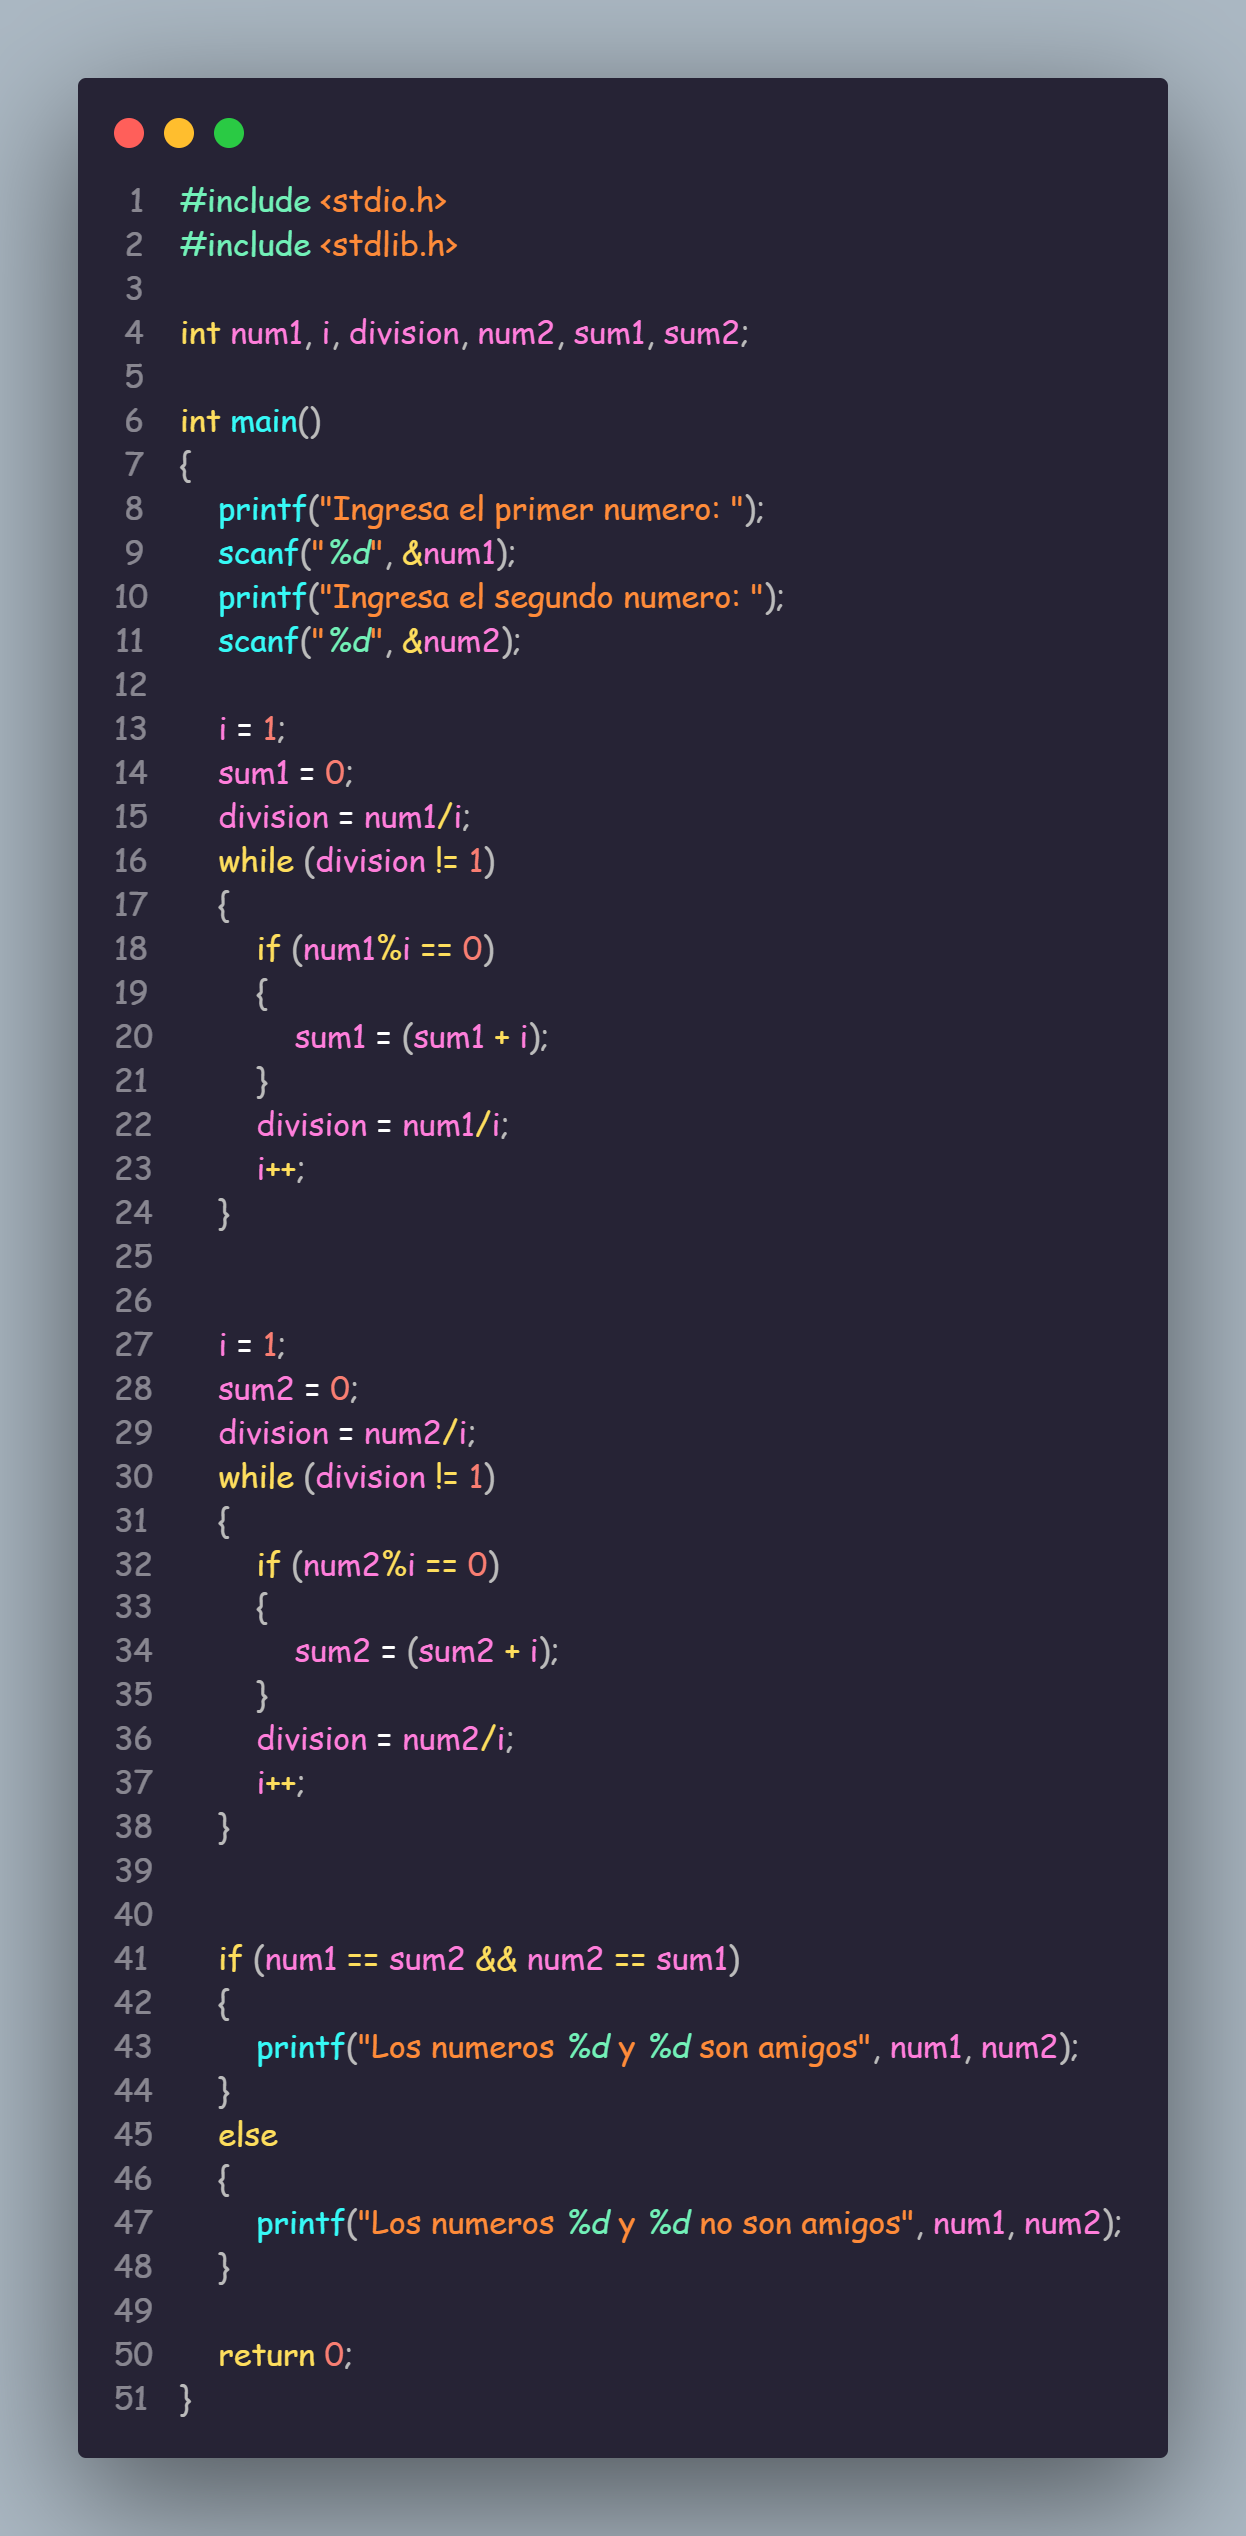 1 #include <stdio.h>
2 #include <stdlib.h>
3
4 int num1, i, division, num2, sum1, sum2;
5
6 int main()
7 {
8 printf("Ingresa el primer numero: ");
9 scanf("%d", &num1);
10 printf("Ingresa el segundo numero: ");
11 scanf("%d", &num2);
12
13 i = 1;
14 sum1 = 0;
15 division = num1/i;
16 while (division != 1)
17 {
18 if (num1%i == 0)
19 {
20 sum1 = (sum1 + i);
21 }
22 division = num1/i;
23 i++;
24 }
25
26
27 i = 1;
28 sum2 = 0;
29 division = num2/i;
30 while (division != 1)
31 {
32 if (num2%i == 0)
33 {
34 sum2 = (sum2 + i);
35 }
36 division = num2/i;
37 i++;
38 }
39
40
41 if (num1 == sum2 && num2 == sum1)
42 {
43 printf("Los numeros %d y %d son amigos", num1, num2);
44 }
45 else
46 {
47 printf("Los numeros %d y %d no son amigos", num1, num2);
48 }
49
50 return 0;
51 }